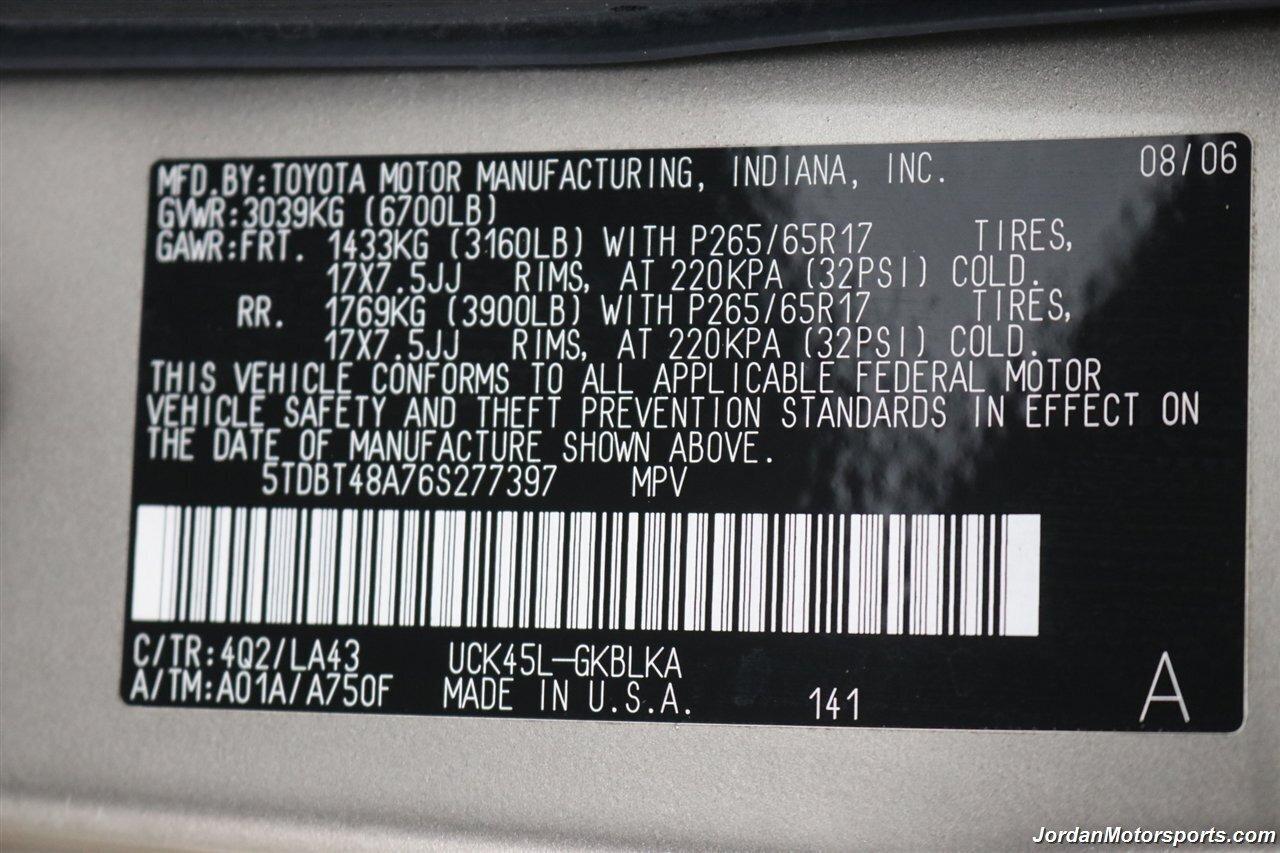 MFD.BY:TOYOTA MOTOR MANUFACTURING, INDIANA, INC. 08/06
GVWR:3039KG (6700LB)
GAWR:FRT. 1433KG (3160LB) WITH P265/65R17 TIRES,
17X7.5JJ RIMS, AT 220KPA (32PSI) COLD.
RR. 1769KG (3900LB) WITH P265/65R17 TIRES,
17X7.5JJ RIMS, AT 220KPA (32PSI) COLD.
THIS VEHICLE CONFORMS TO ALL APPLICABLE FEDERAL MOTOR
VEHICLE SAFETY AND THEFT PREVENTION STANDARDS IN EFFECT ON
THE DATE OF MANUFACTURE SHOWN ABOVE.
5TDBT48A76S277397 MPV
C/TR:4Q2/LA43 UCK45L-GKBLKA
A/TM:A01A/A750F MADE IN U.S.A. 141 A
JordanMotorsports.com